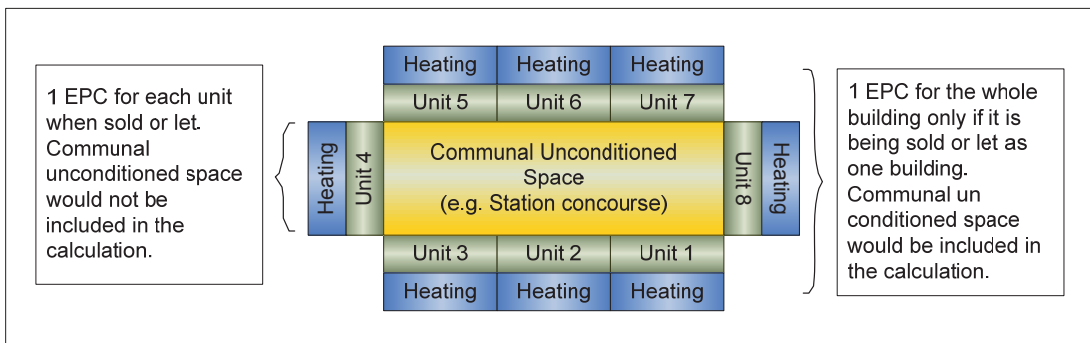 1 EPC for each unit
when sold or let.
Communal
unconditioned space
would not be
included in the
calculation.
Heating Heating Heating
Unit 5 Unit 6 Unit 7
Heating
Unit 4
Communal Unconditioned
Space
(e.g. Station concourse)
Unit 8
Heating
Unit 3 Unit 2 Unit 1
Heating Heating Heating
1 EPC for the whole
building only if it is
being sold or let as
one building.
Communal un
conditioned space
would be included in
the calculation.